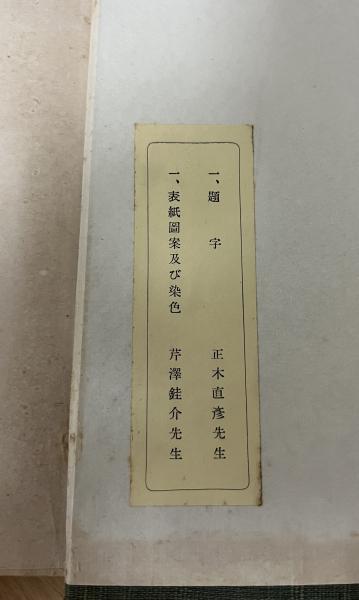 一、題字　正木直彥先生
一、表紙圖案及び染色　芹澤銈介先生